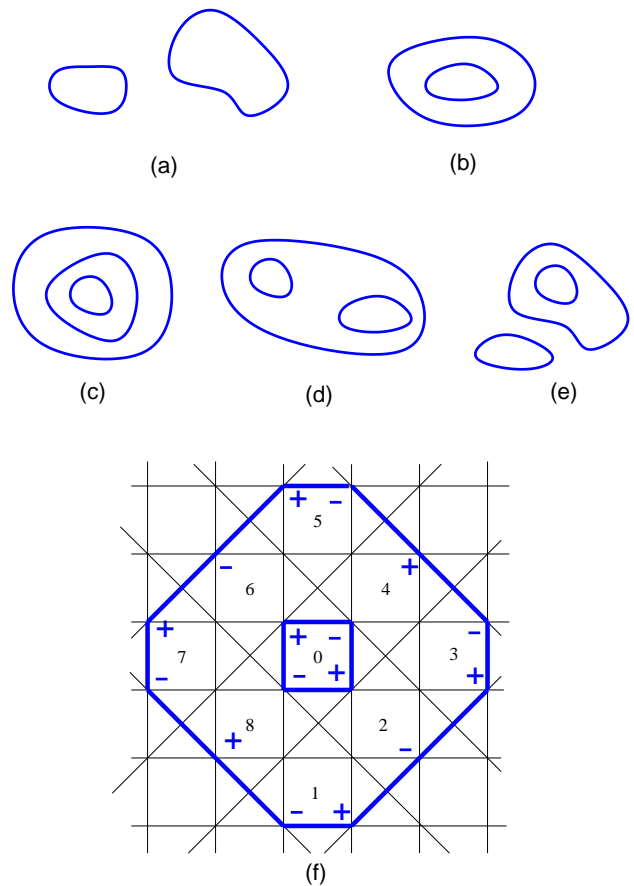 (a)
(b)
(c)
(d)
(e)
+ −
5
− +
6 4
+ + − −
7 0 3
− − + +
8 2
+ −
1
− +
(f)